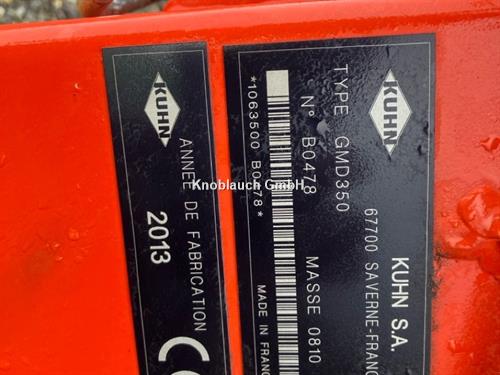 KUHN
KUHN S.A.
67700 SAVERNE-FRANC
TYPE GMD350
N° B0478
MASSE 0810
*1063500 B0478*
MADE IN FRANC
KUHN
ANNEE DE FABRICATION
2013
CE
Knoblauch GmbH